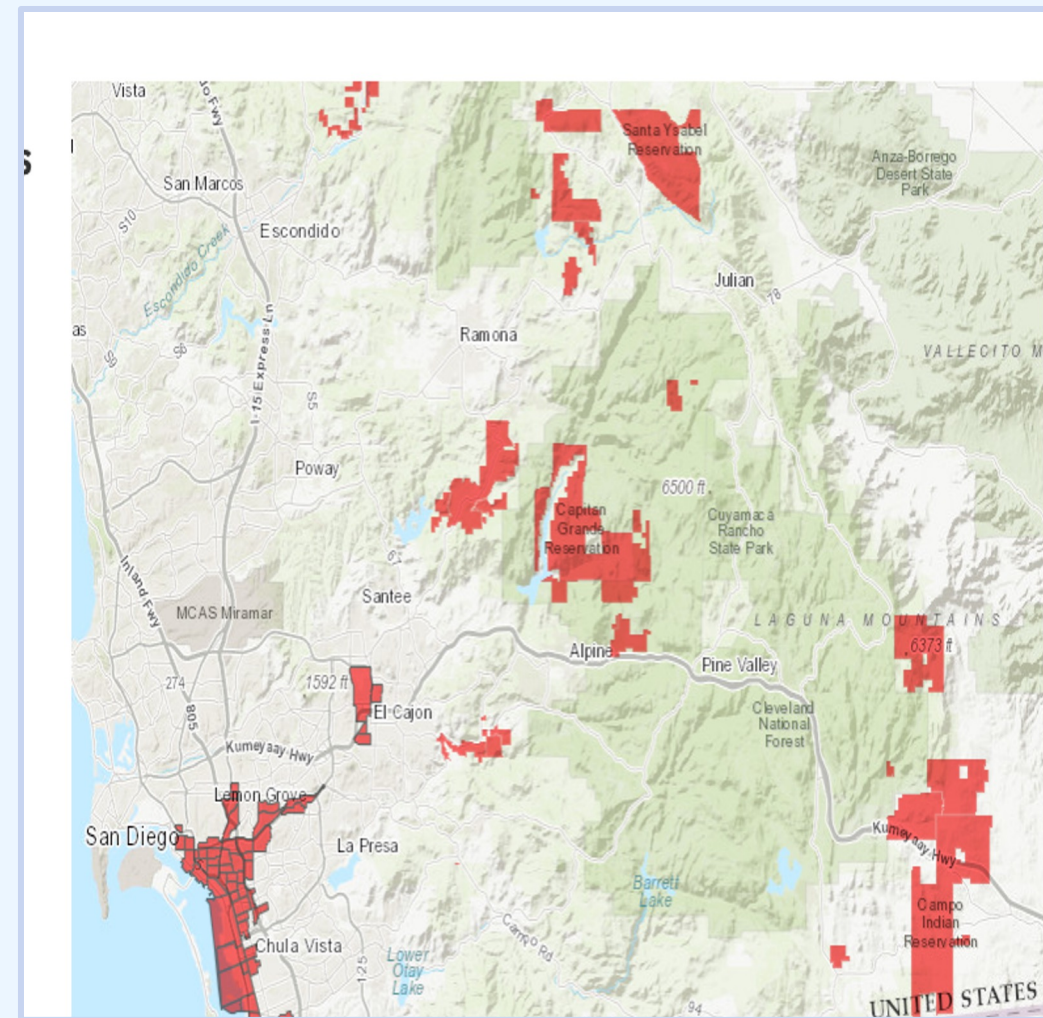 Vista
do Fwy
s
San Marcos
Santa Ysabel
Reservation
Anza-Borrego
Desert State
Park
S10
Escondido
Escondido Creek
Julian
78
as
S9
S6
Ramona
VALLECITO M
I-15 Express Ln
S5
Poway
6500 ft
Capitan
Grande
Reservation
Cuyamaca
Rancho
State Park
67
Inland Fwy
Santee
MCAS Miramar
LAGUNA MOUNTAINS
6373 ft
Alpine
Pine Valley
274
1592 ft
805
El Cajon
Cleveland
National
Forest
Kumeyaay Hwy
Lemon Grove
San Diego
La Presa
Kumeyaay Hwy
Barrett
Lake
Campo
Indian
Reservation
Chula Vista
Campo Rd
Lower
Otay
Lake
125
94
UNITED STATES